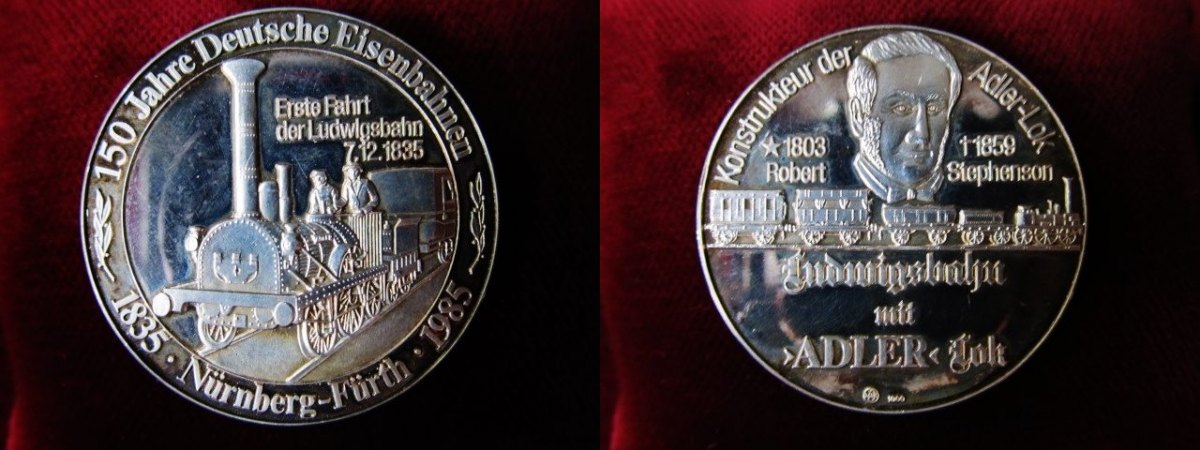 150 Jahre Deutsche Eisenbahnen
Erste Fahrt
der Ludwigsbahn
7.12.1835
1835 · Nürnberg-Fürth · 1985
Konstrukteur der Adler-Lok
1803 †1859
Robert Stephenson
Ludwigsbahn
mit
›ADLER‹ Lok
1000